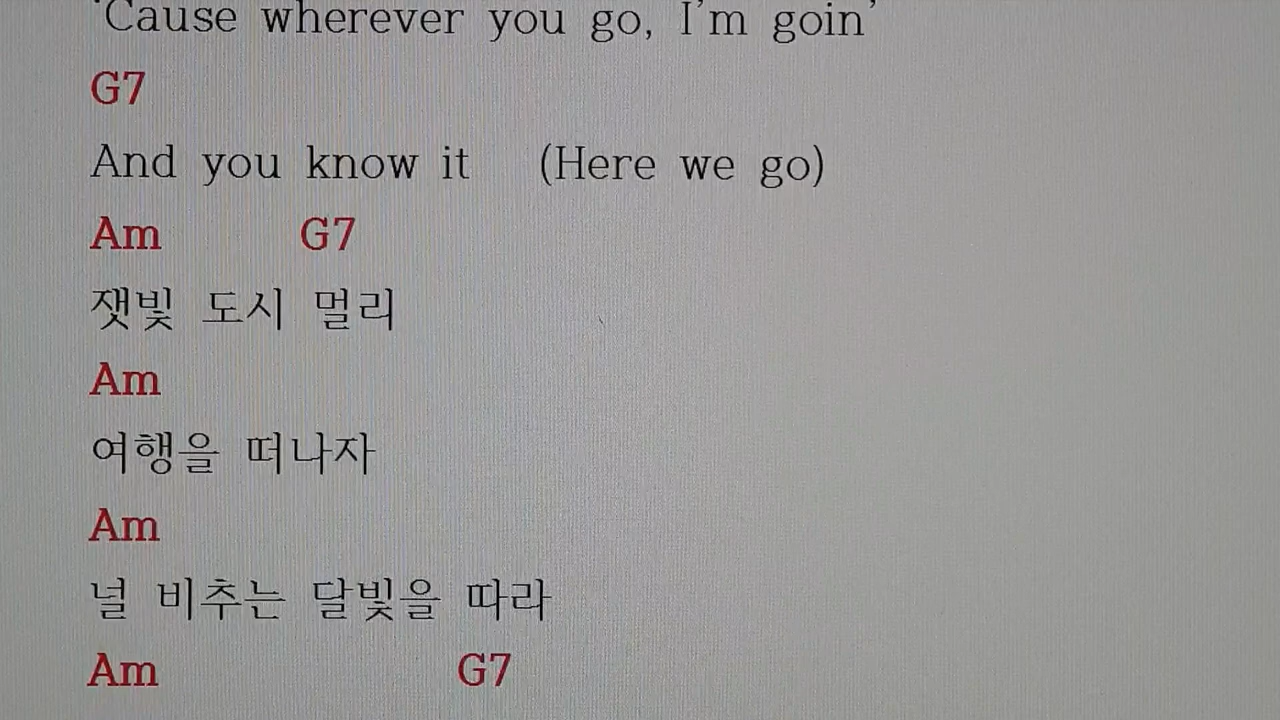 'Cause wherever you go, I'm goin'
G7
And you know it (Here we go)
Am G7
잿빛 도시 멀리
Am
여행을 떠나자
Am
널 비추는 달빛을 따라
Am G7